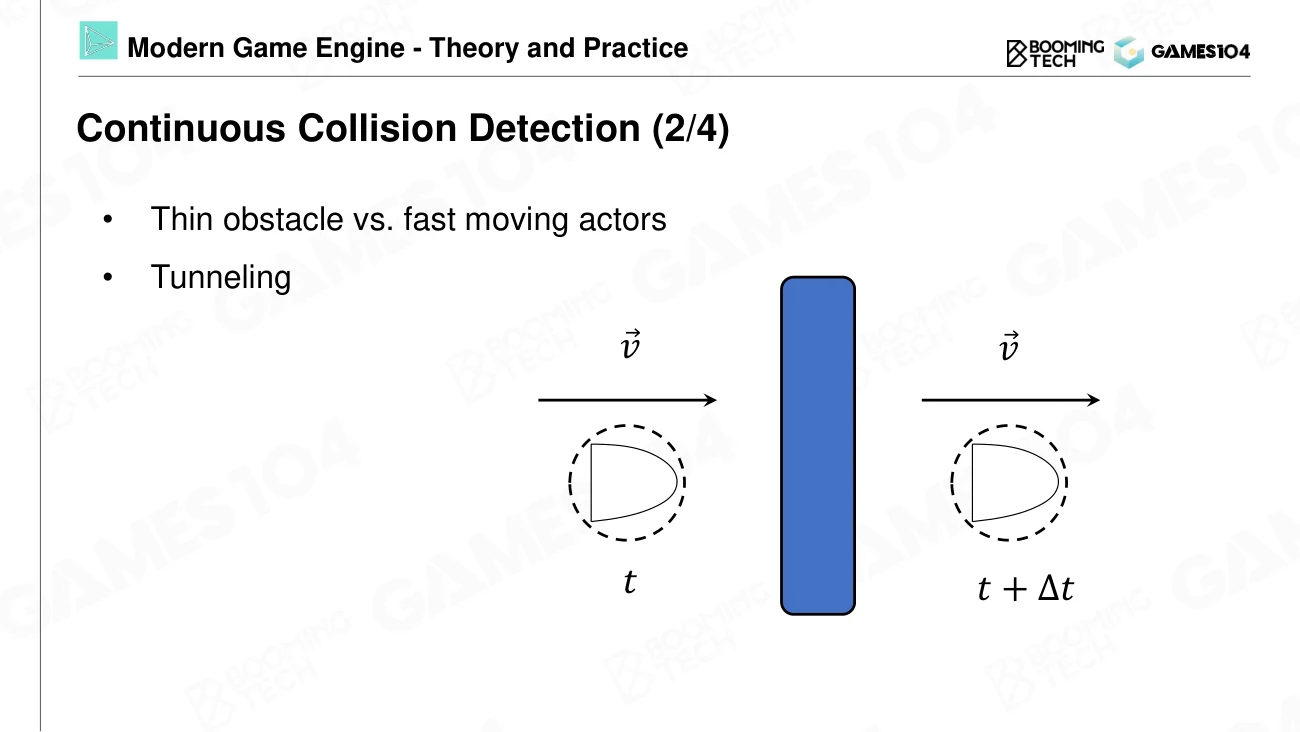 Modern Game Engine - Theory and Practice
BOOMING
TECH
GAMES104
Continuous Collision Detection (2/4)
• Thin obstacle vs. fast moving actors
• Tunneling
v⃗
v⃗
t
t + Δt